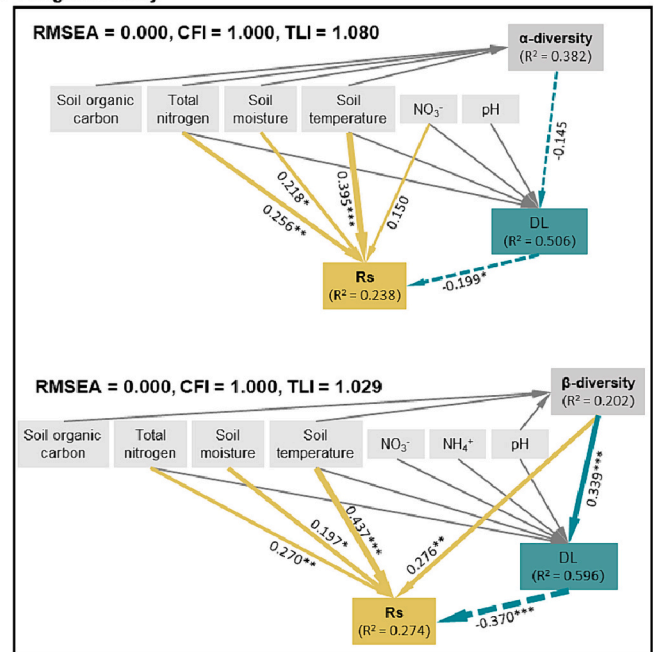 RMSEA = 0.000, CFI = 1.000, TLI = 1.080
α-diversity
(R² = 0.382)
Soil organic
carbon
Total
nitrogen
Soil
moisture
Soil
temperature
NO₃⁻
pH
-0.145
0.256**
0.218*
0.395***
0.150
DL
(R² = 0.506)
Rs
(R² = 0.238)
-0.199*
RMSEA = 0.000, CFI = 1.000, TLI = 1.029
β-diversity
(R² = 0.202)
Soil organic
carbon
Total
nitrogen
Soil
moisture
Soil
temperature
NO₃⁻
NH₄⁺
pH
0.339***
0.270**
0.197*
0.437***
0.276**
DL
(R² = 0.596)
Rs
(R² = 0.274)
-0.370***